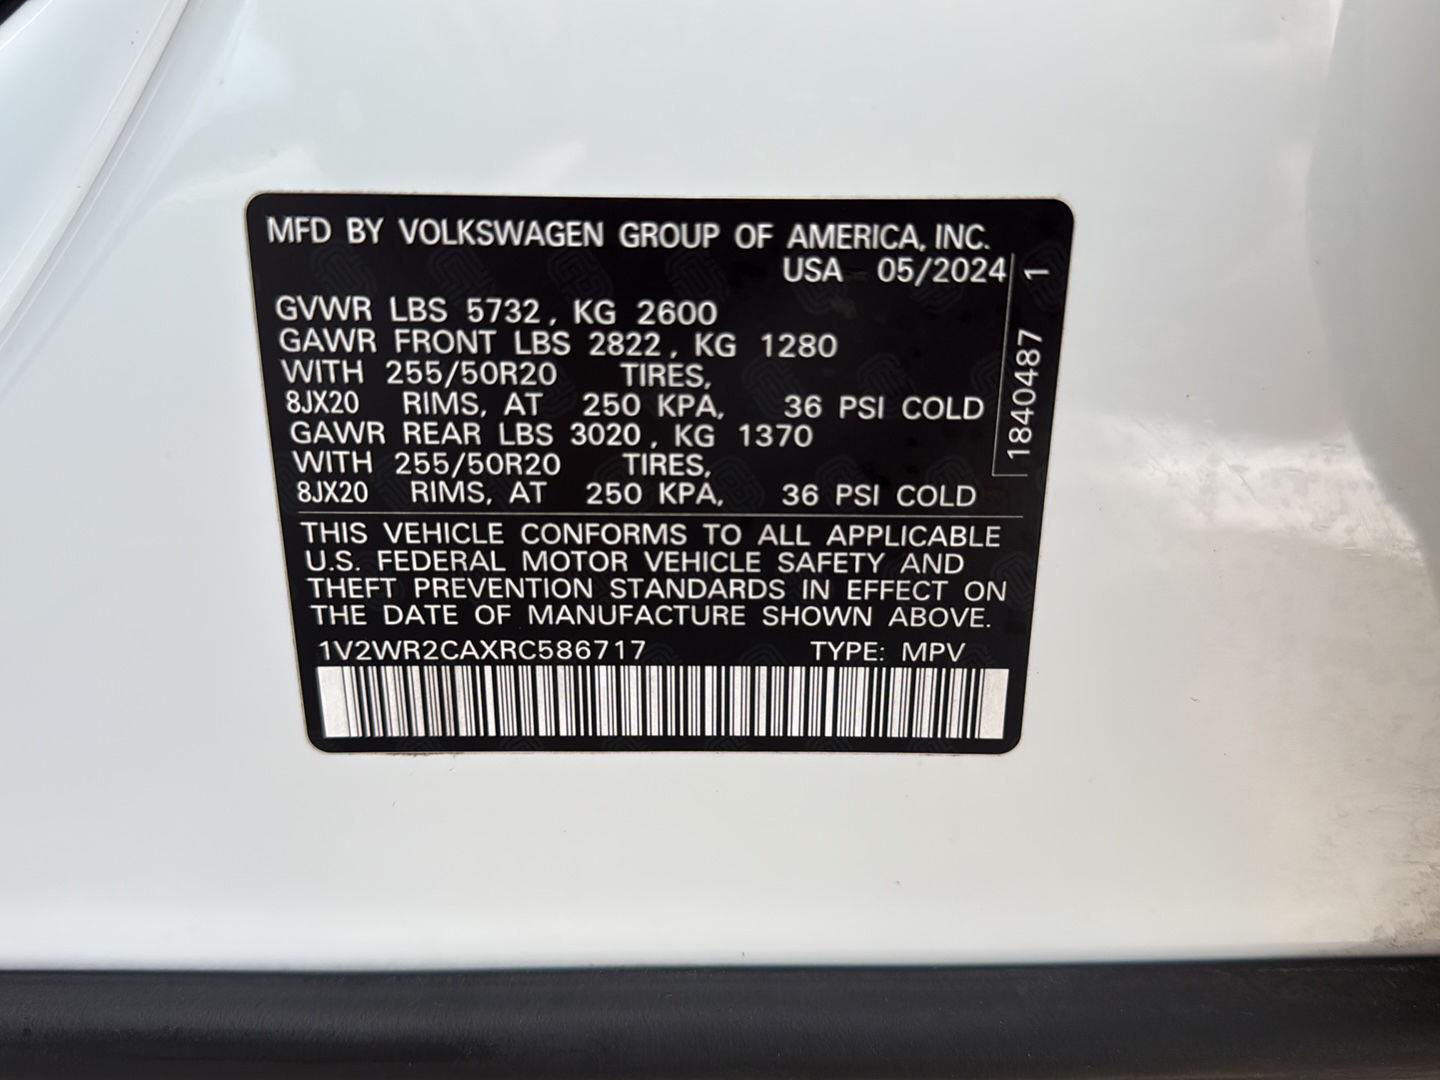 MFD BY VOLKSWAGEN GROUP OF AMERICA, INC.
USA 05/2024
GVWR LBS 5732, KG 2600
GAWR FRONT LBS 2822, KG 1280
WITH 255/50R20 TIRES,
8JX20 RIMS, AT 250 KPA, 36 PSI COLD
GAWR REAR LBS 3020, KG 1370
WITH 255/50R20 TIRES,
8JX20 RIMS, AT 250 KPA, 36 PSI COLD
1840487 1
THIS VEHICLE CONFORMS TO ALL APPLICABLE
U.S. FEDERAL MOTOR VEHICLE SAFETY AND
THEFT PREVENTION STANDARDS IN EFFECT ON
THE DATE OF MANUFACTURE SHOWN ABOVE.
1V2WR2CAXRC586717 TYPE: MPV